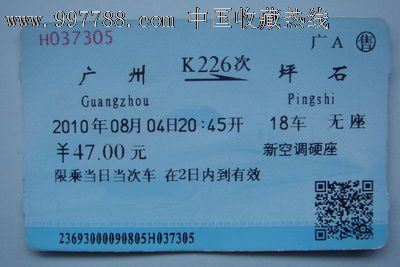 www.997788.com 中国收藏热线
H037305
广A 售
广州 K226次 坪石
Guangzhou Pingshi
2010年08月04日20:45开 18车 无座
￥47.00元 新空调硬座
限乘当日当次车 在2日内到有效
23693000090805H037305